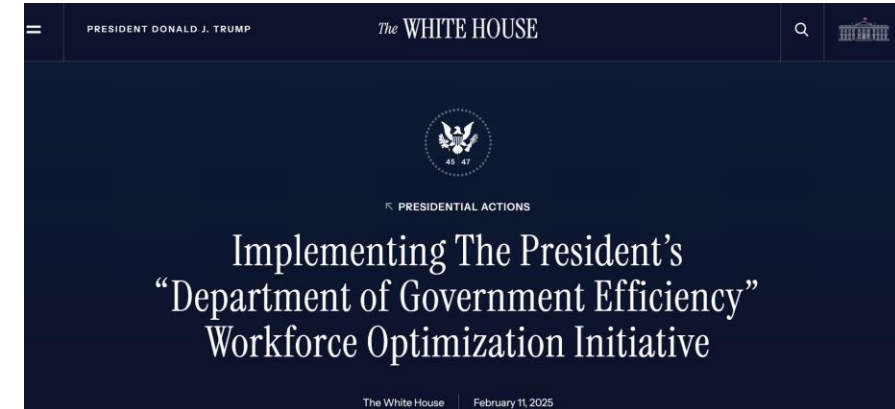 PRESIDENT DONALD J. TRUMP
The WHITE HOUSE
45 47
PRESIDENTIAL ACTIONS
Implementing The President’s
“Department of Government Efficiency”
Workforce Optimization Initiative
The White House | February 11, 2025